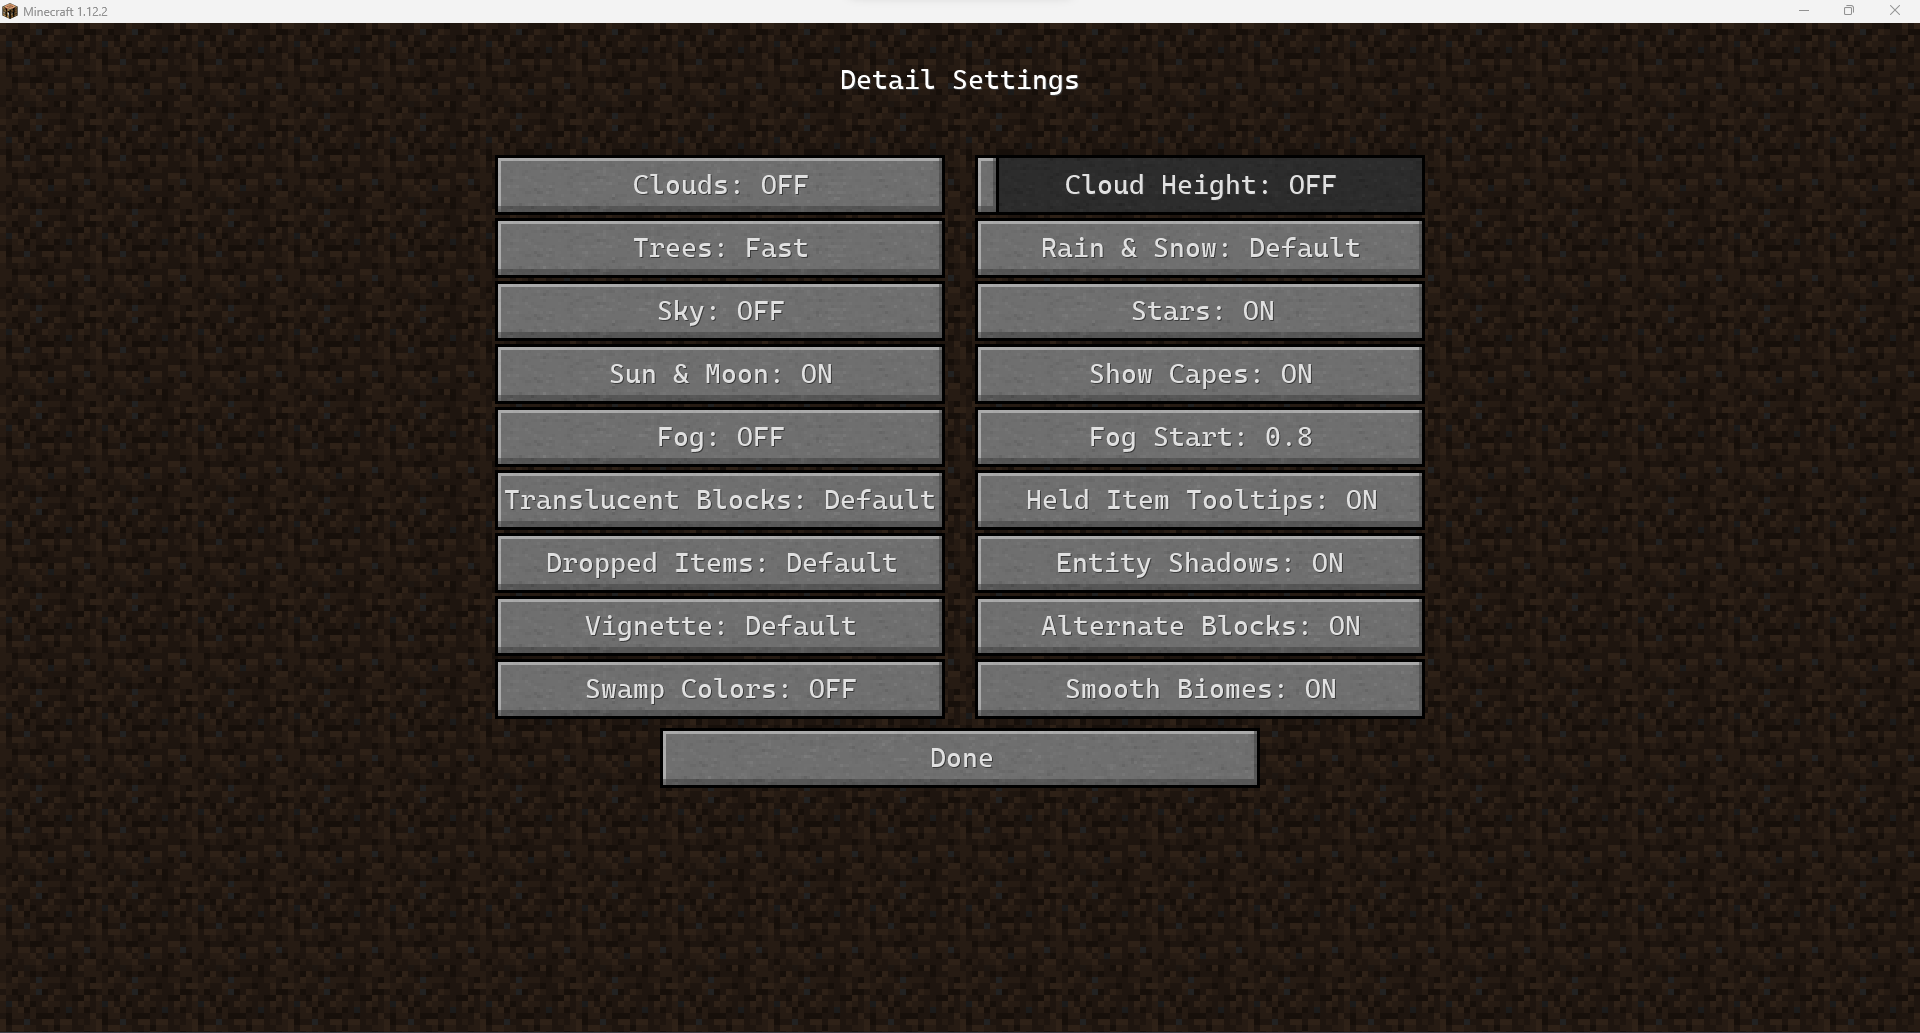 Minecraft 1.12.2
Detail Settings
Clouds: OFF
Cloud Height: OFF
Trees: Fast
Rain & Snow: Default
Sky: OFF
Stars: ON
Sun & Moon: ON
Show Capes: ON
Fog: OFF
Fog Start: 0.8
Translucent Blocks: Default
Held Item Tooltips: ON
Dropped Items: Default
Entity Shadows: ON
Vignette: Default
Alternate Blocks: ON
Swamp Colors: OFF
Smooth Biomes: ON
Done